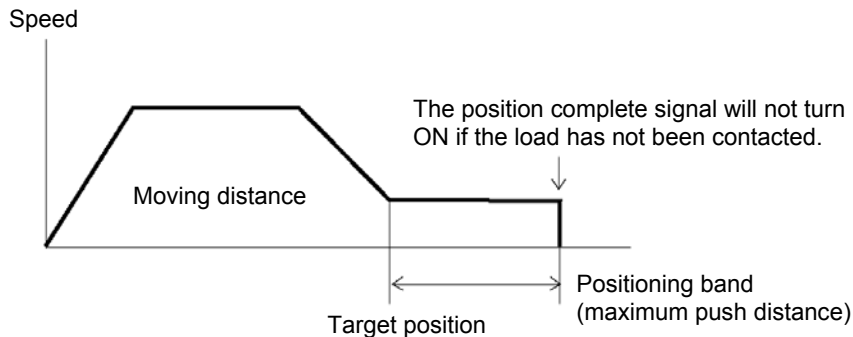 Speed
The position complete signal will not turn
ON if the load has not been contacted.
Moving distance
Positioning band
(maximum push distance)
Target position